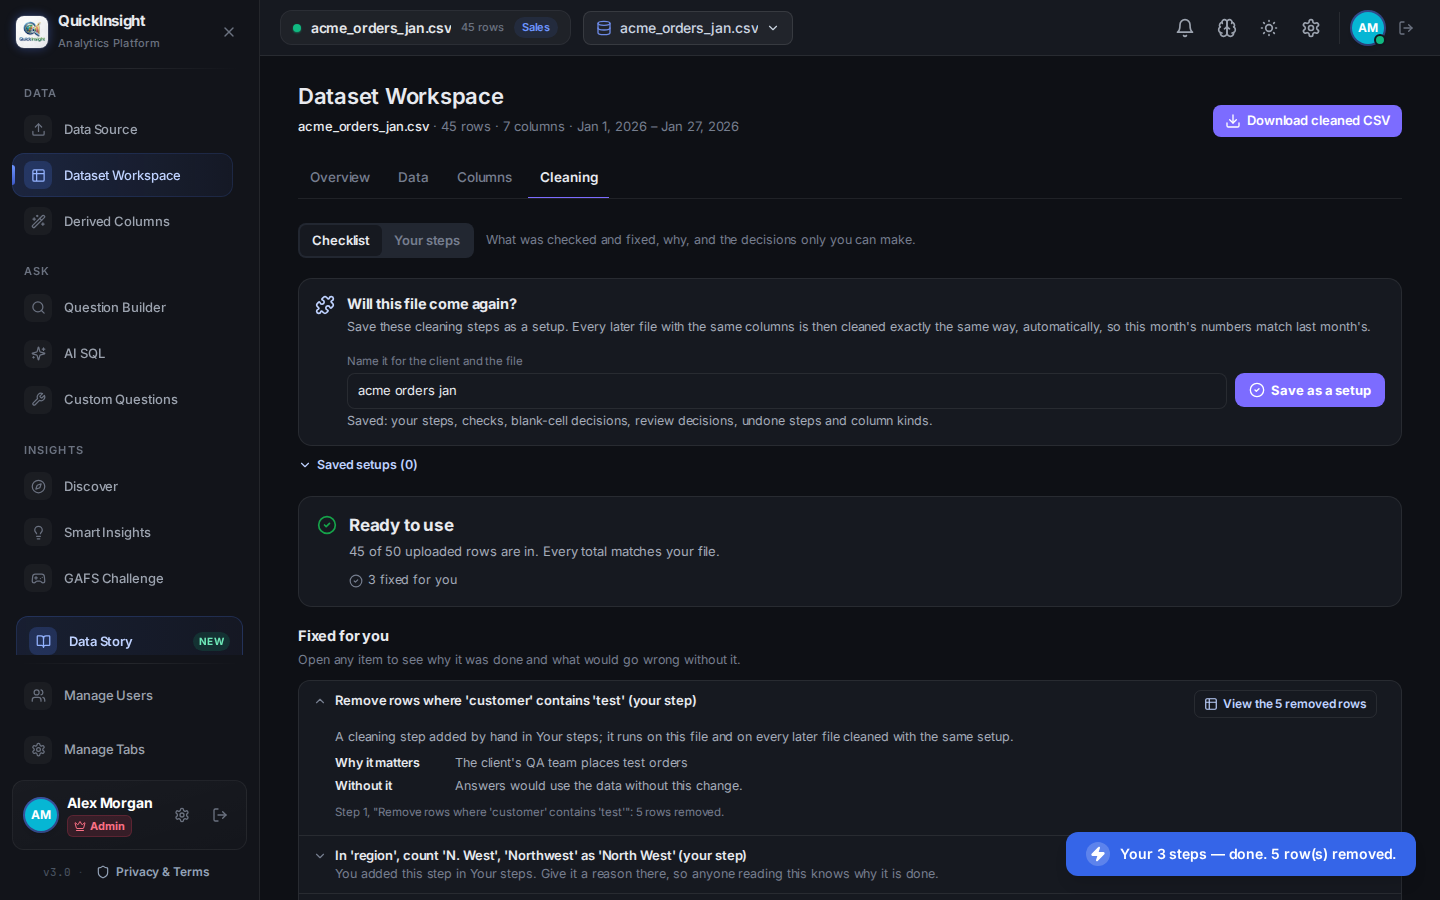 QuickInsight
Analytics Platform
acme_orders_jan.csv 45 rows Sales
acme_orders_jan.csv
AM
DATA
Data Source
Dataset Workspace
Derived Columns
ASK
Question Builder
AI SQL
Custom Questions
INSIGHTS
Discover
Smart Insights
GAFS Challenge
Data Story NEW
Manage Users
Manage Tabs
AM
Alex Morgan
Admin
v3.0 · Privacy & Terms
Dataset Workspace
acme_orders_jan.csv · 45 rows · 7 columns · Jan 1, 2026 – Jan 27, 2026
Download cleaned CSV
Overview Data Columns Cleaning
Checklist Your steps What was checked and fixed, why, and the decisions only you can make.
Will this file come again?
Save these cleaning steps as a setup. Every later file with the same columns is then cleaned exactly the same way, automatically, so this month's numbers match last month's.
Name it for the client and the file
acme orders jan
Save as a setup
Saved: your steps, checks, blank-cell decisions, review decisions, undone steps and column kinds.
Saved setups (0)
Ready to use
45 of 50 uploaded rows are in. Every total matches your file.
3 fixed for you
Fixed for you
Open any item to see why it was done and what would go wrong without it.
Remove rows where 'customer' contains 'test' (your step)
View the 5 removed rows
A cleaning step added by hand in Your steps; it runs on this file and on every later file cleaned with the same setup.
Why it matters The client's QA team places test orders
Without it Answers would use the data without this change.
Step 1, "Remove rows where 'customer' contains 'test'": 5 rows removed.
In 'region', count 'N. West', 'Northwest' as 'North West' (your step)
You added this step in Your steps. Give it a reason there, so anyone reading this knows why it is done.
Your 3 steps — done. 5 row(s) removed.